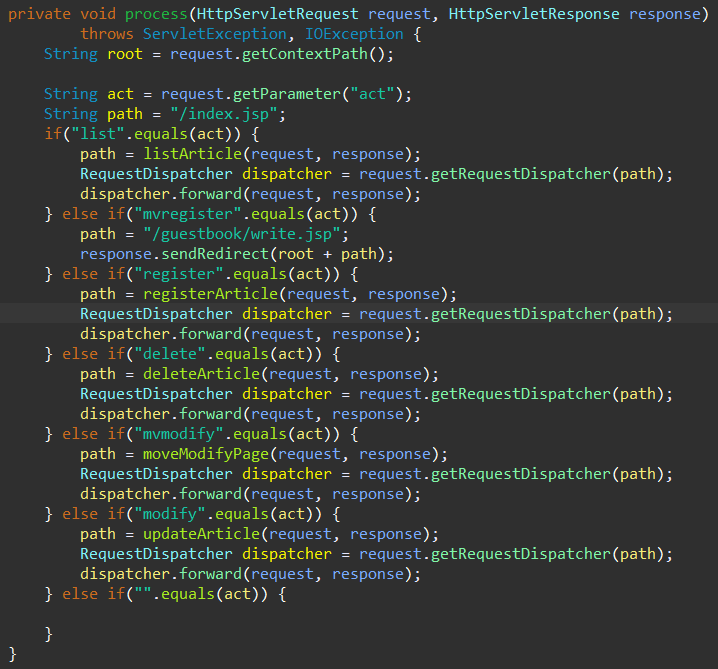 private void process(HttpServletRequest request, HttpServletResponse response)
        throws ServletException, IOException {
    String root = request.getContextPath();

    String act = request.getParameter("act");
    String path = "/index.jsp";
    if("list".equals(act)) {
        path = listArticle(request, response);
        RequestDispatcher dispatcher = request.getRequestDispatcher(path);
        dispatcher.forward(request, response);
    } else if("mvregister".equals(act)) {
        path = "/guestbook/write.jsp";
        response.sendRedirect(root + path);
    } else if("register".equals(act)) {
        path = registerArticle(request, response);
        RequestDispatcher dispatcher = request.getRequestDispatcher(path);
        dispatcher.forward(request, response);
    } else if("delete".equals(act)) {
        path = deleteArticle(request, response);
        RequestDispatcher dispatcher = request.getRequestDispatcher(path);
        dispatcher.forward(request, response);
    } else if("mvmodify".equals(act)) {
        path = moveModifyPage(request, response);
        RequestDispatcher dispatcher = request.getRequestDispatcher(path);
        dispatcher.forward(request, response);
    } else if("modify".equals(act)) {
        path = updateArticle(request, response);
        RequestDispatcher dispatcher = request.getRequestDispatcher(path);
        dispatcher.forward(request, response);
    } else if("".equals(act)) {

    }
}